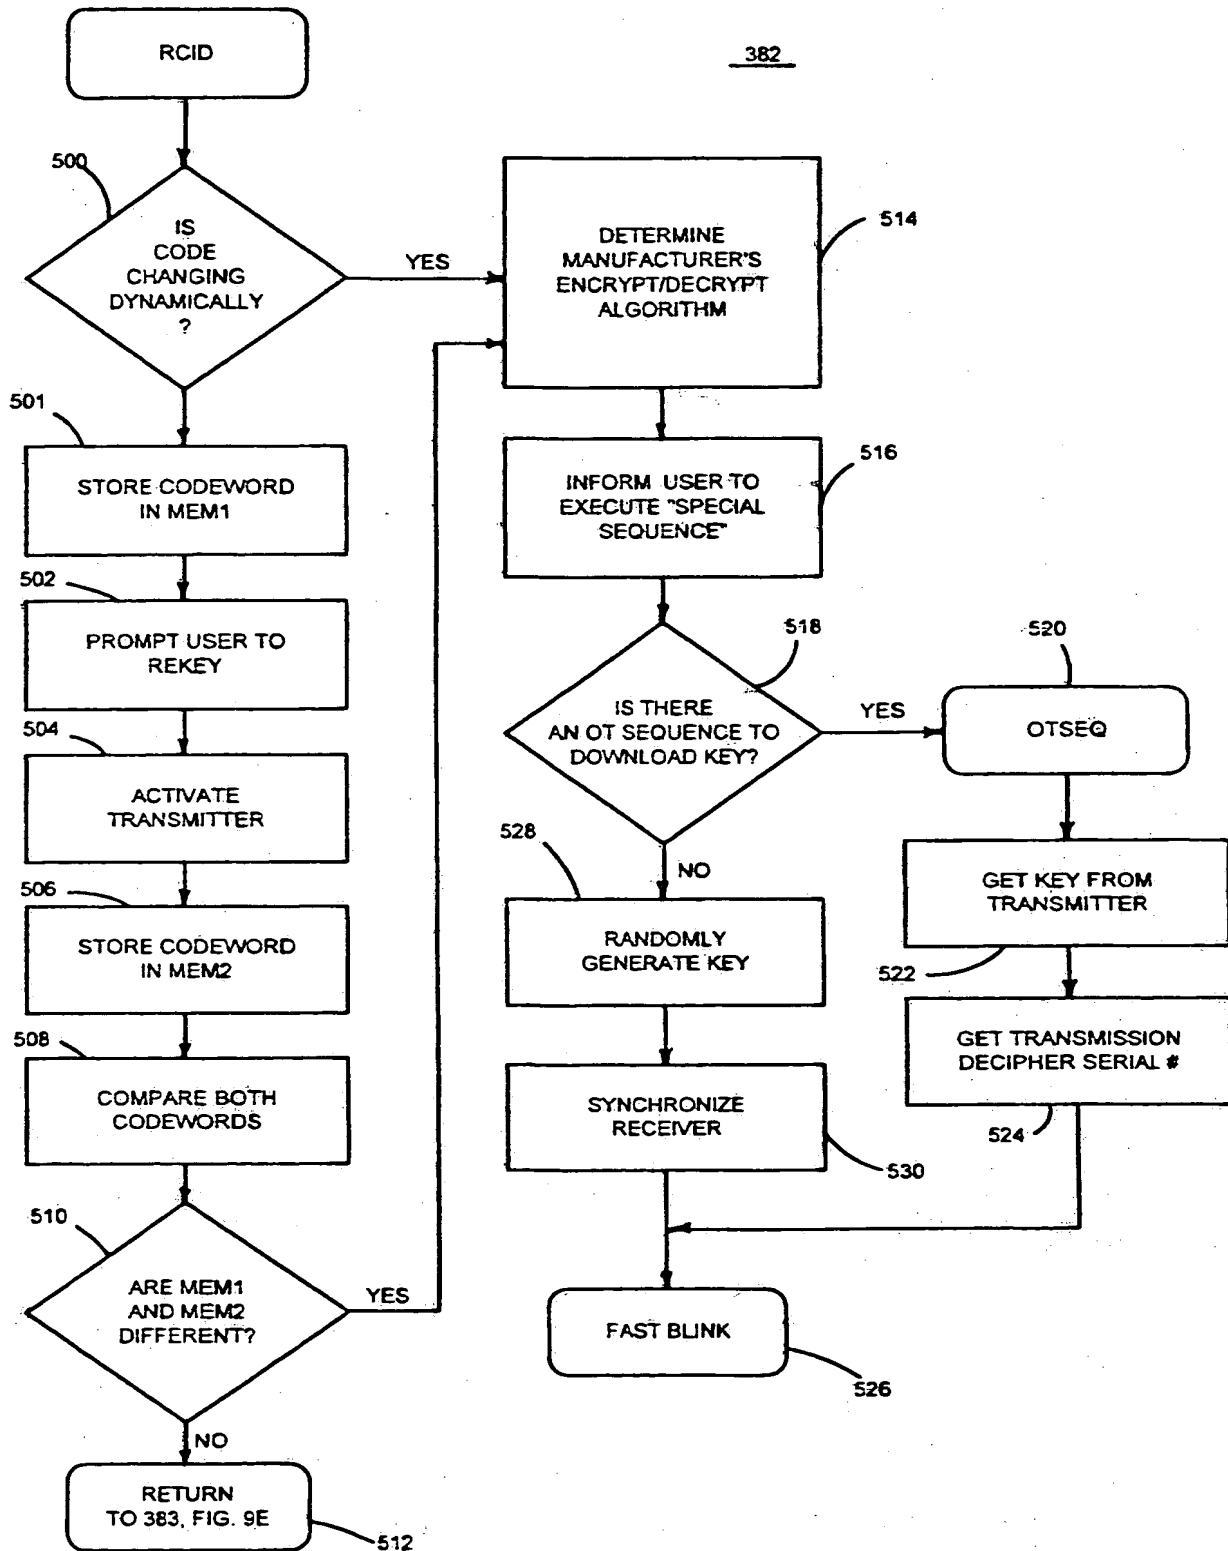 RCID
382
500
IS
CODE
CHANGING
DYNAMICALLY
?
YES
501
STORE CODEWORD
IN MEM1
502
PROMPT USER TO
REKEY
504
ACTIVATE
TRANSMITTER
506
STORE CODEWORD
IN MEM2
508
COMPARE BOTH
CODEWORDS
510
ARE MEM1
AND MEM2
DIFFERENT?
YES
NO
RETURN
TO 383, FIG. 9E
512
514
DETERMINE
MANUFACTURER'S
ENCRYPT/DECRYPT
ALGORITHM
516
INFORM USER TO
EXECUTE "SPECIAL
SEQUENCE"
518
IS THERE
AN OT SEQUENCE TO
DOWNLOAD KEY?
YES
NO
520
OTSEQ
GET KEY FROM
TRANSMITTER
522
GET TRANSMISSION
DECIPHER SERIAL #
524
528
RANDOMLY
GENERATE KEY
SYNCHRONIZE
RECEIVER
530
FAST BLINK
526